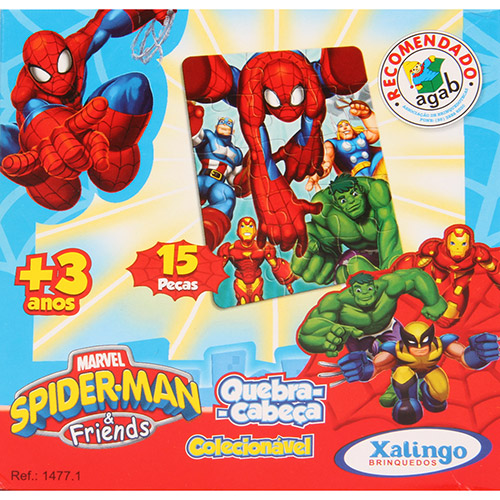 RECOMENDADO
agab
+3
anos
15
Peças
MARVEL
SPIDER-MAN
&
Friends
Quebra-
-Cabeça
Colecionável
Xalingo
BRINQUEDOS
Ref.: 1477.1